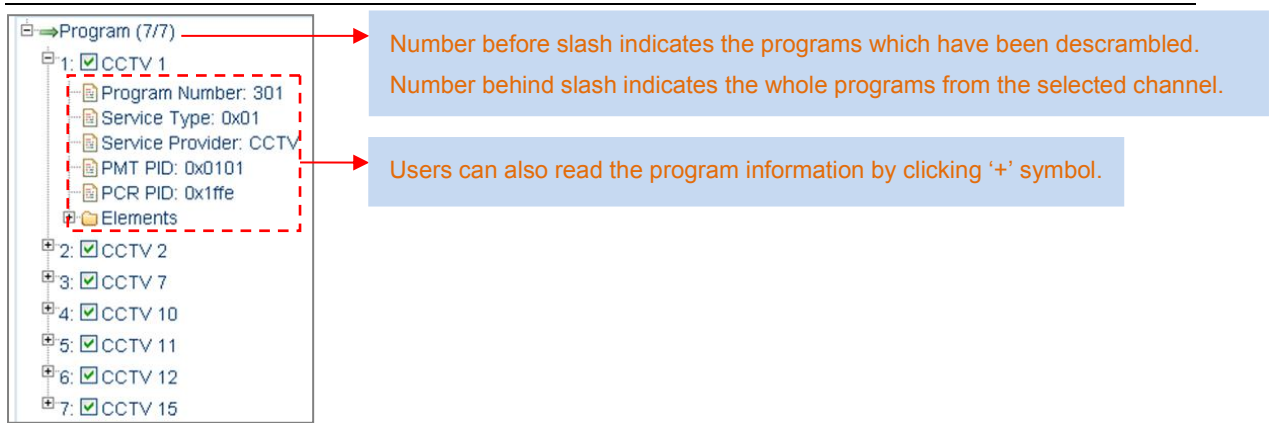 Program (7/7)
1: CCTV 1
Program Number: 301
Service Type: 0x01
Service Provider: CCTV
PMT PID: 0x0101
PCR PID: 0x1ffe
Elements
2: CCTV 2
3: CCTV 7
4: CCTV 10
5: CCTV 11
6: CCTV 12
7: CCTV 15
Number before slash indicates the programs which have been descrambled.
Number behind slash indicates the whole programs from the selected channel.
Users can also read the program information by clicking ‘+’ symbol.